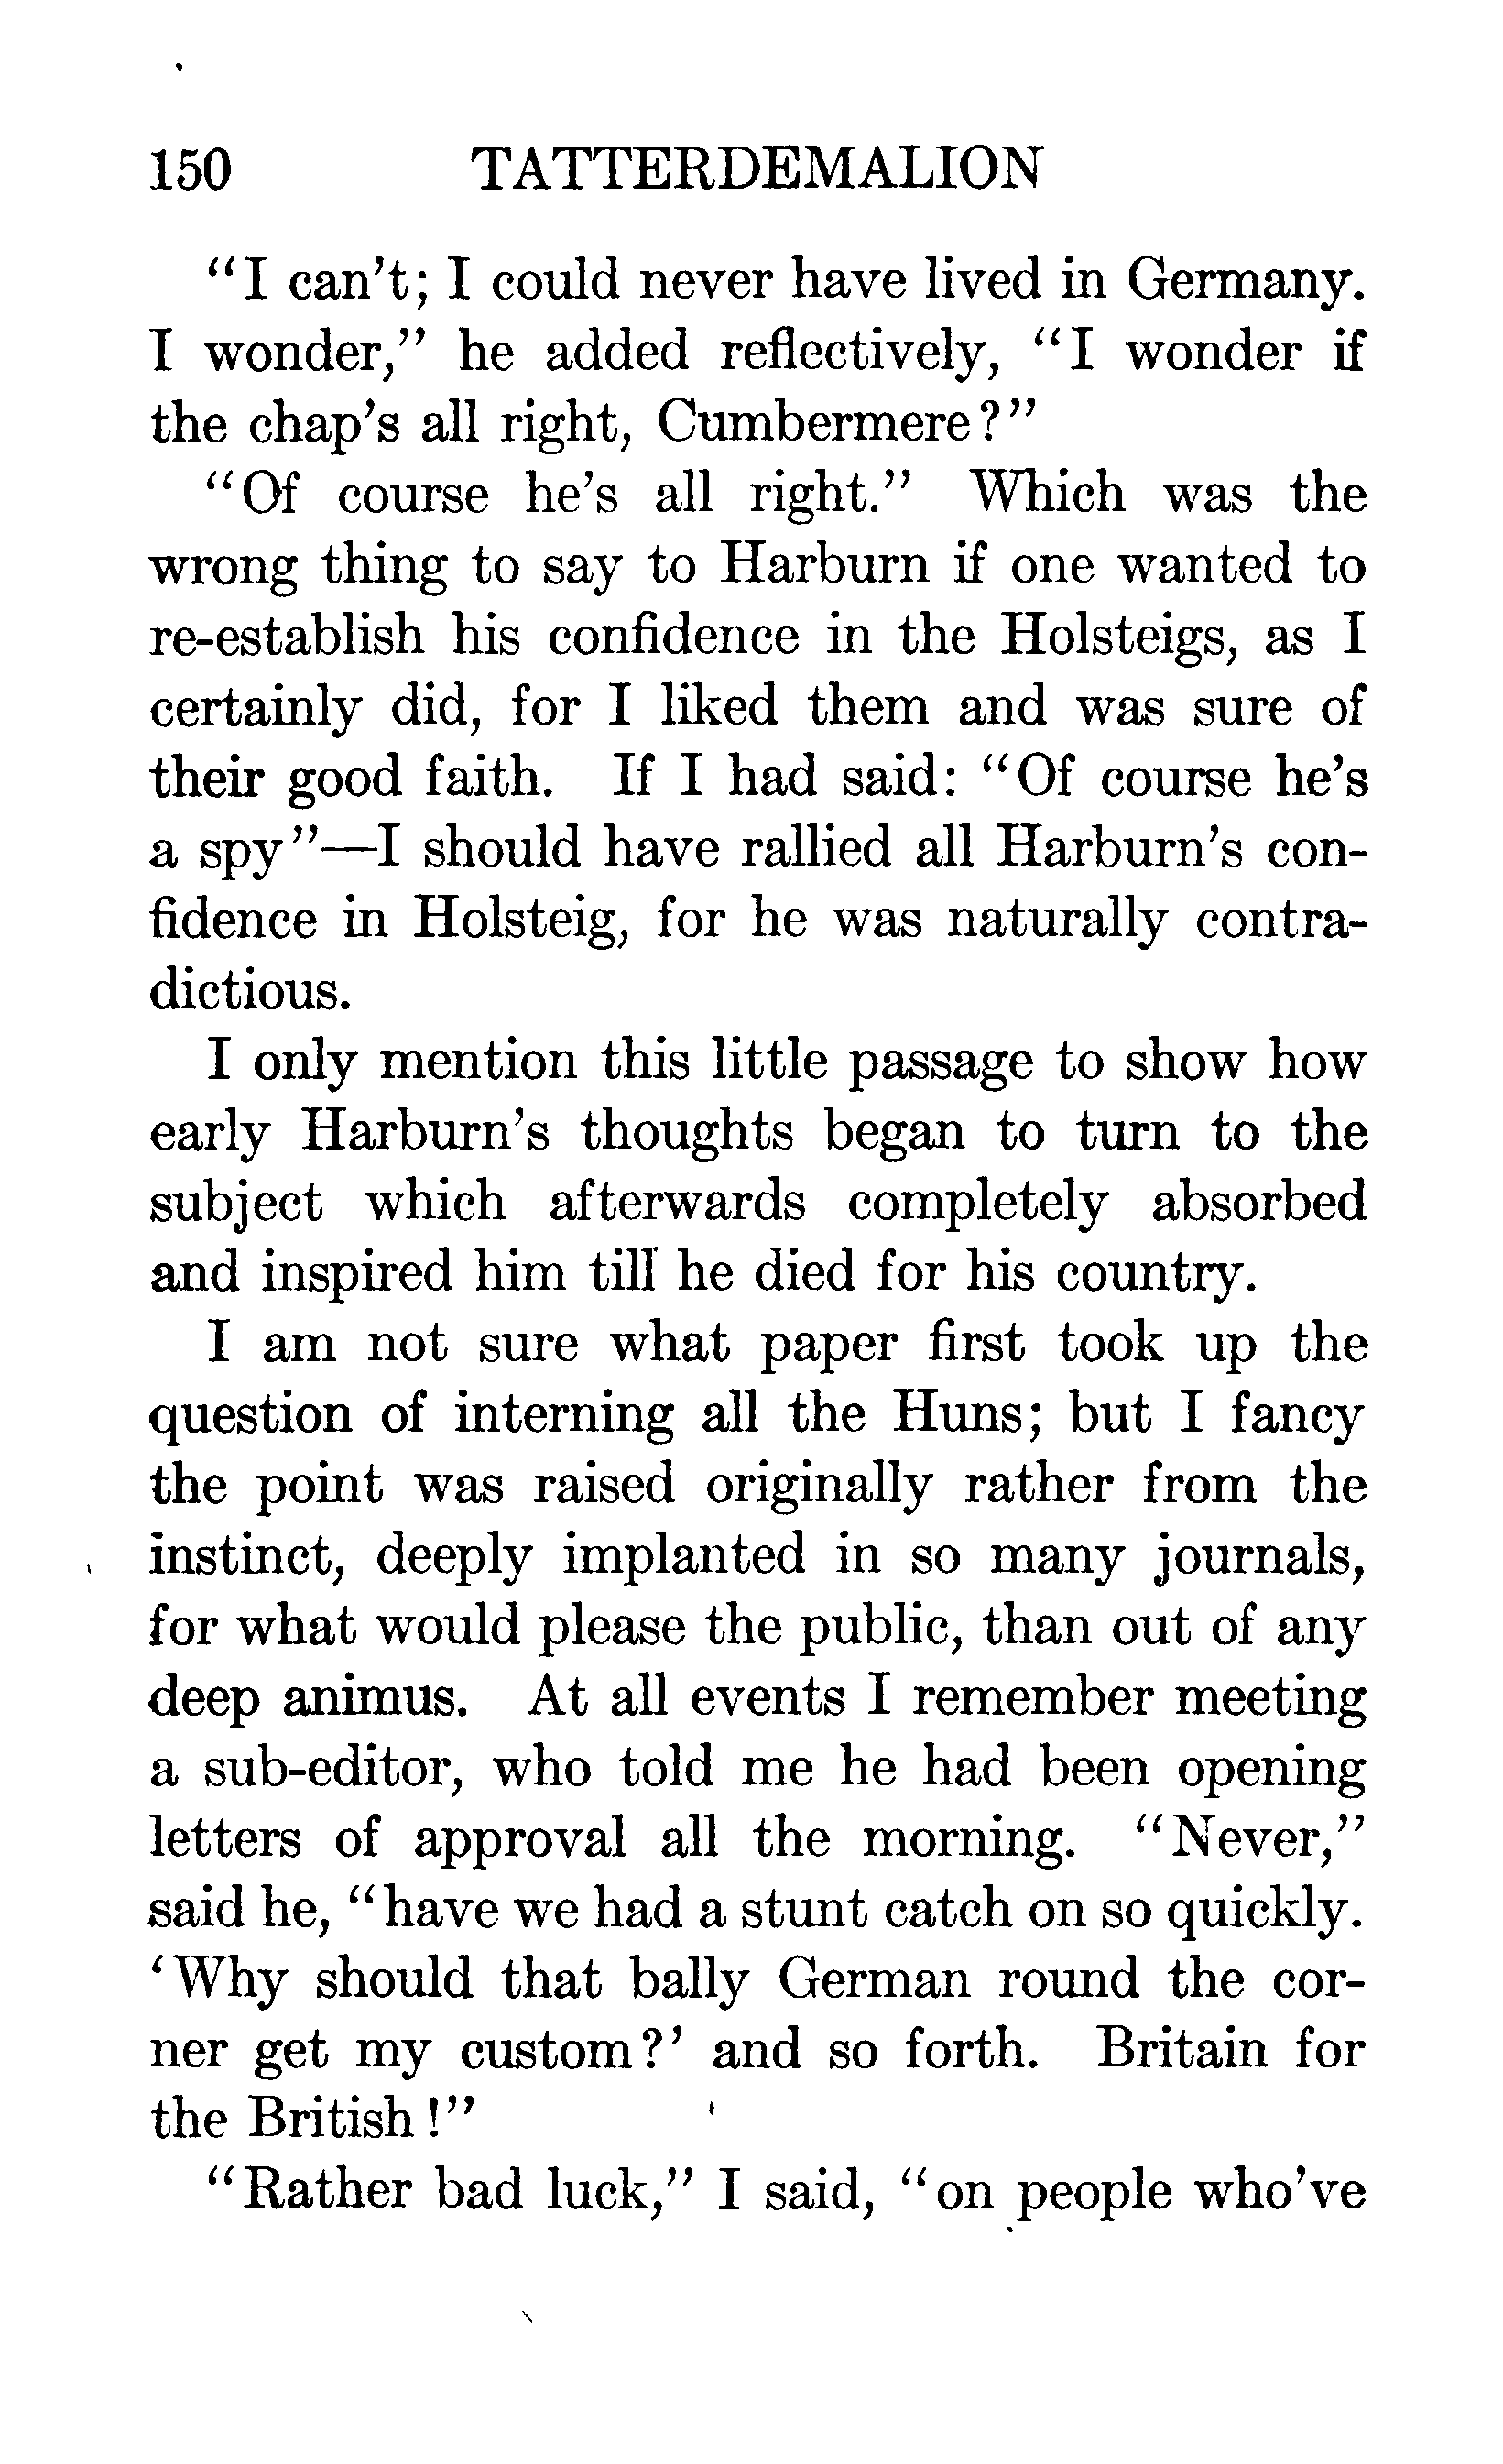 150 TATTERDEMALION
"I can't; I could never have lived in Germany.
I wonder," he added reflectively, "I wonder if
the chap's all right, Cumbermere?"
"Of course he's all right." Which was the
wrong thing to say to Harburn if one wanted to
re-establish his confidence in the Holsteigs, as I
certainly did, for I liked them and was sure of
their good faith. If I had said: "Of course he's
a spy"—I should have rallied all Harburn's con-
fidence in Holsteig, for he was naturally contra-
dictious.
I only mention this little passage to show how
early Harburn's thoughts began to turn to the
subject which afterwards completely absorbed
and inspired him till he died for his country.
I am not sure what paper first took up the
question of interning all the Huns; but I fancy
the point was raised originally rather from the
instinct, deeply implanted in so many journals,
for what would please the public, than out of any
deep animus. At all events I remember meeting
a sub-editor, who told me he had been opening
letters of approval all the morning. "Never,"
said he, "have we had a stunt catch on so quickly.
'Why should that bally German round the cor-
ner get my custom?' and so forth. Britain for
the British!"
"Rather bad luck," I said, "on people who've